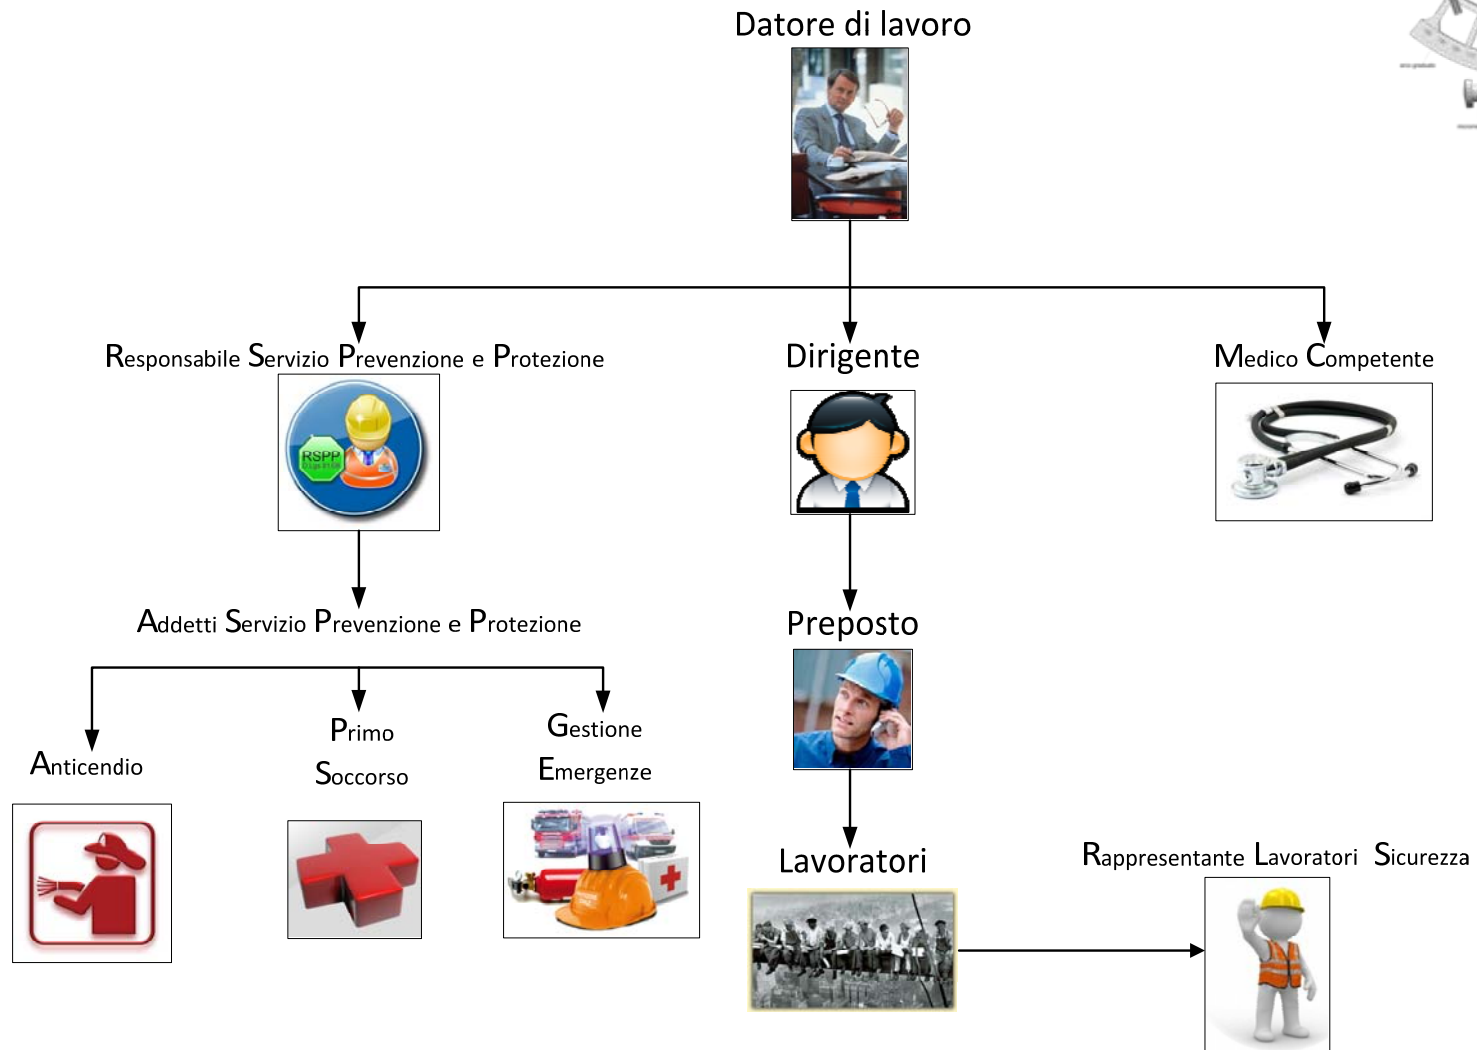 Datore di lavoro
Responsabile Servizio Prevenzione e Protezione
Dirigente
Medico Competente
RSPP
Addetti Servizio Prevenzione e Protezione
Preposto
Anticendio
Primo
Soccorso
Gestione
Emergenze
Lavoratori
Rappresentante Lavoratori Sicurezza